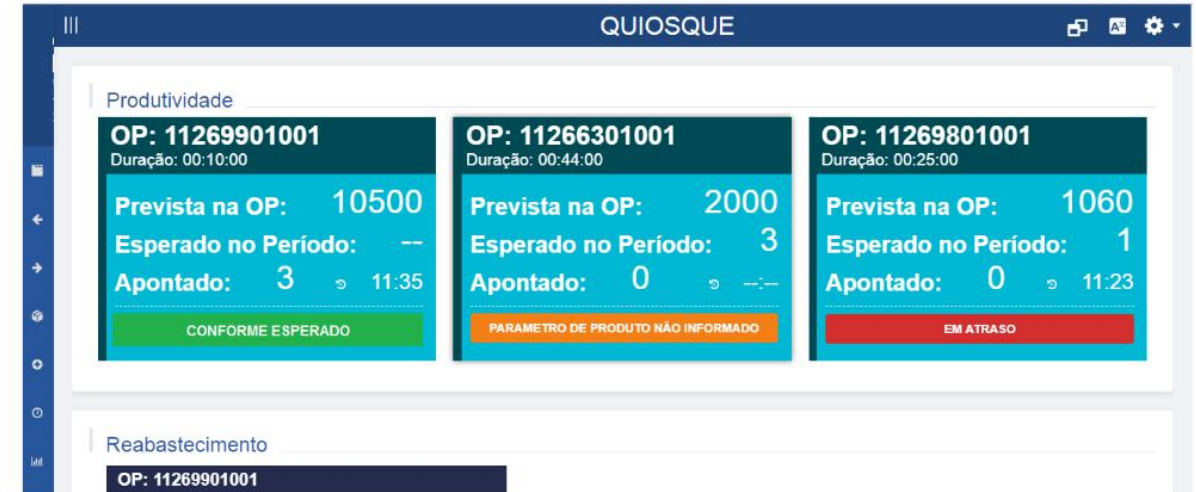 QUIOSQUE
Produtividade
OP: 11269901001
Duração: 00:10:00
Prevista na OP: 10500
Esperado no Período: --
Apontado: 3 11:35
CONFORME ESPERADO
OP: 11266301001
Duração: 00:44:00
Prevista na OP: 2000
Esperado no Período: 3
Apontado: 0 --:--
PARAMETRO DE PRODUTO NÃO INFORMADO
OP: 11269801001
Duração: 00:25:00
Prevista na OP: 1060
Esperado no Período: 1
Apontado: 0 11:23
EM ATRASO
Reabastecimento
OP: 11269901001